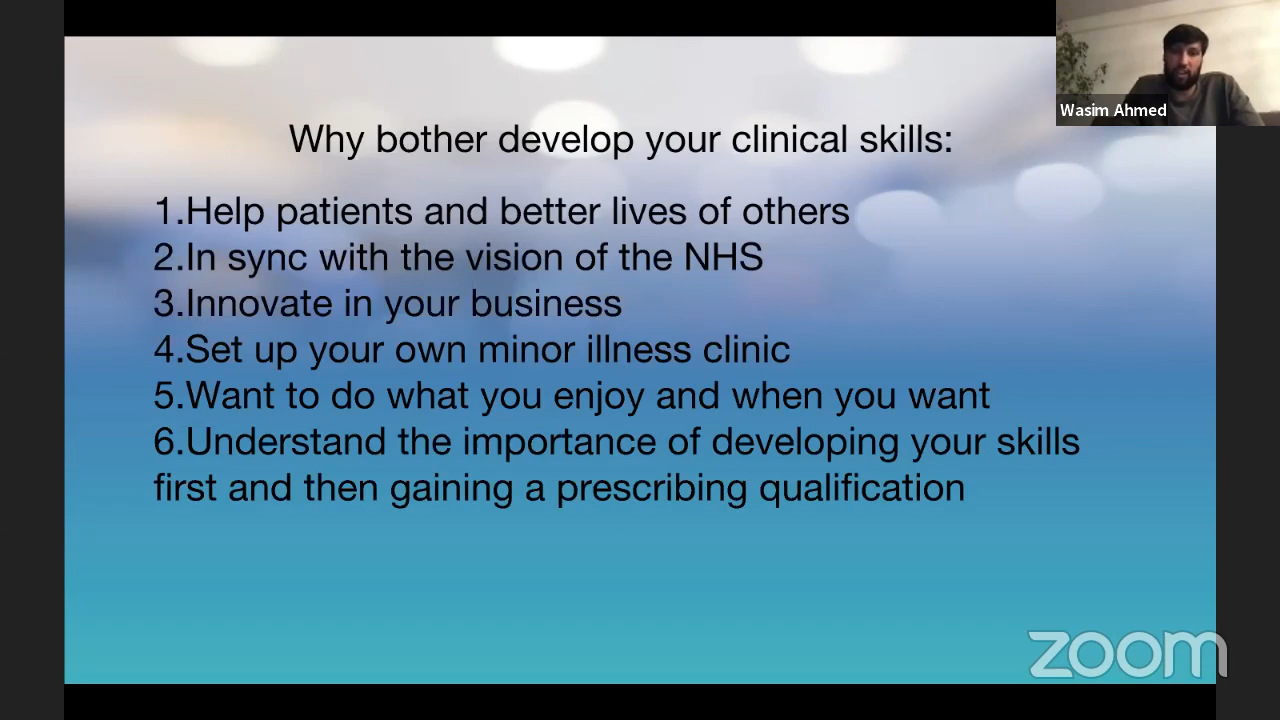 Wasim Ahmed
Why bother develop your clinical skills:
1.Help patients and better lives of others
2.In sync with the vision of the NHS
3.Innovate in your business
4.Set up your own minor illness clinic
5.Want to do what you enjoy and when you want
6.Understand the importance of developing your skills
first and then gaining a prescribing qualification
zoom